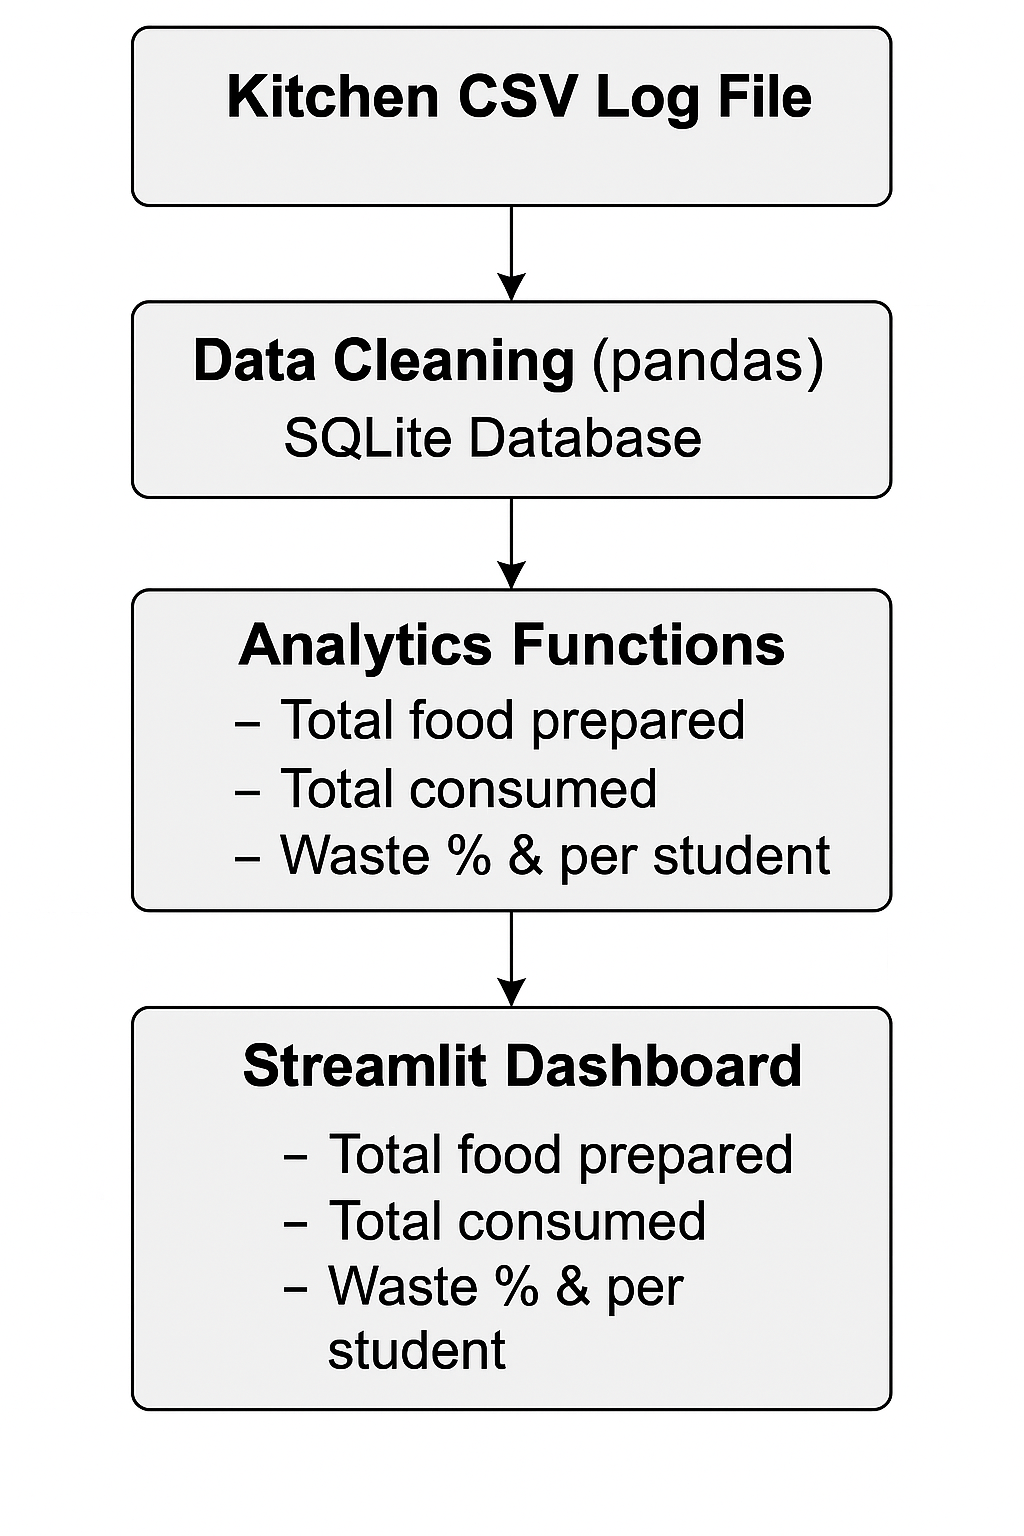 Kitchen CSV Log File
Data Cleaning (pandas)
SQLite Database
Analytics Functions
– Total food prepared
– Total consumed
– Waste % & per student
Streamlit Dashboard
– Total food prepared
– Total consumed
– Waste % & per
student